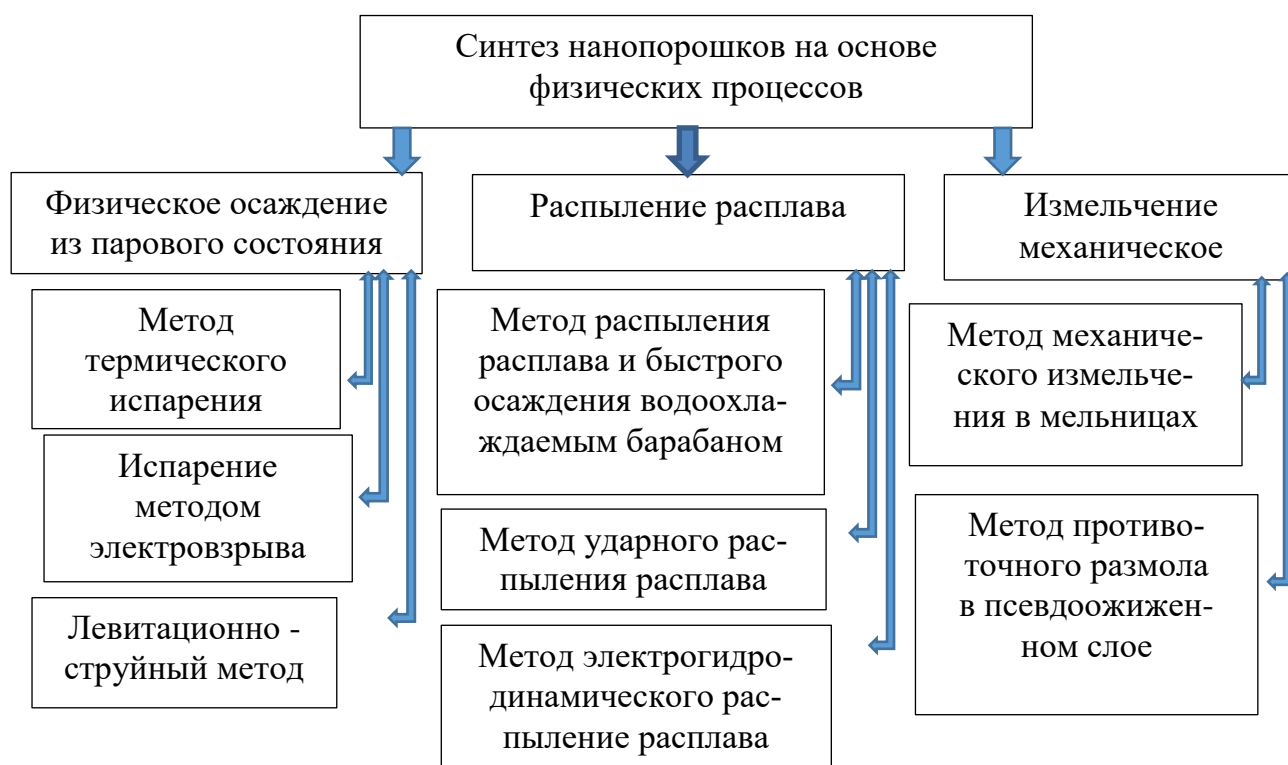 Синтез нанопорошков на основе
физических процессов
Физическое осаждение
из парового состояния
Распыление расплава
Измельчение
механическое
Метод
термического
испарения
Испарение
методом
электровзрыва
Левитационно -
струйный метод
Метод распыления
расплава и быстрого
осаждения водоохла-
ждаемым барабаном
Метод ударного рас-
пыления расплава
Метод электрогидро-
динамического рас-
пыление расплава
Метод механиче-
ского измельче-
ния в мельницах
Метод противо-
точного размола
в псевдоожижен-
ном слое